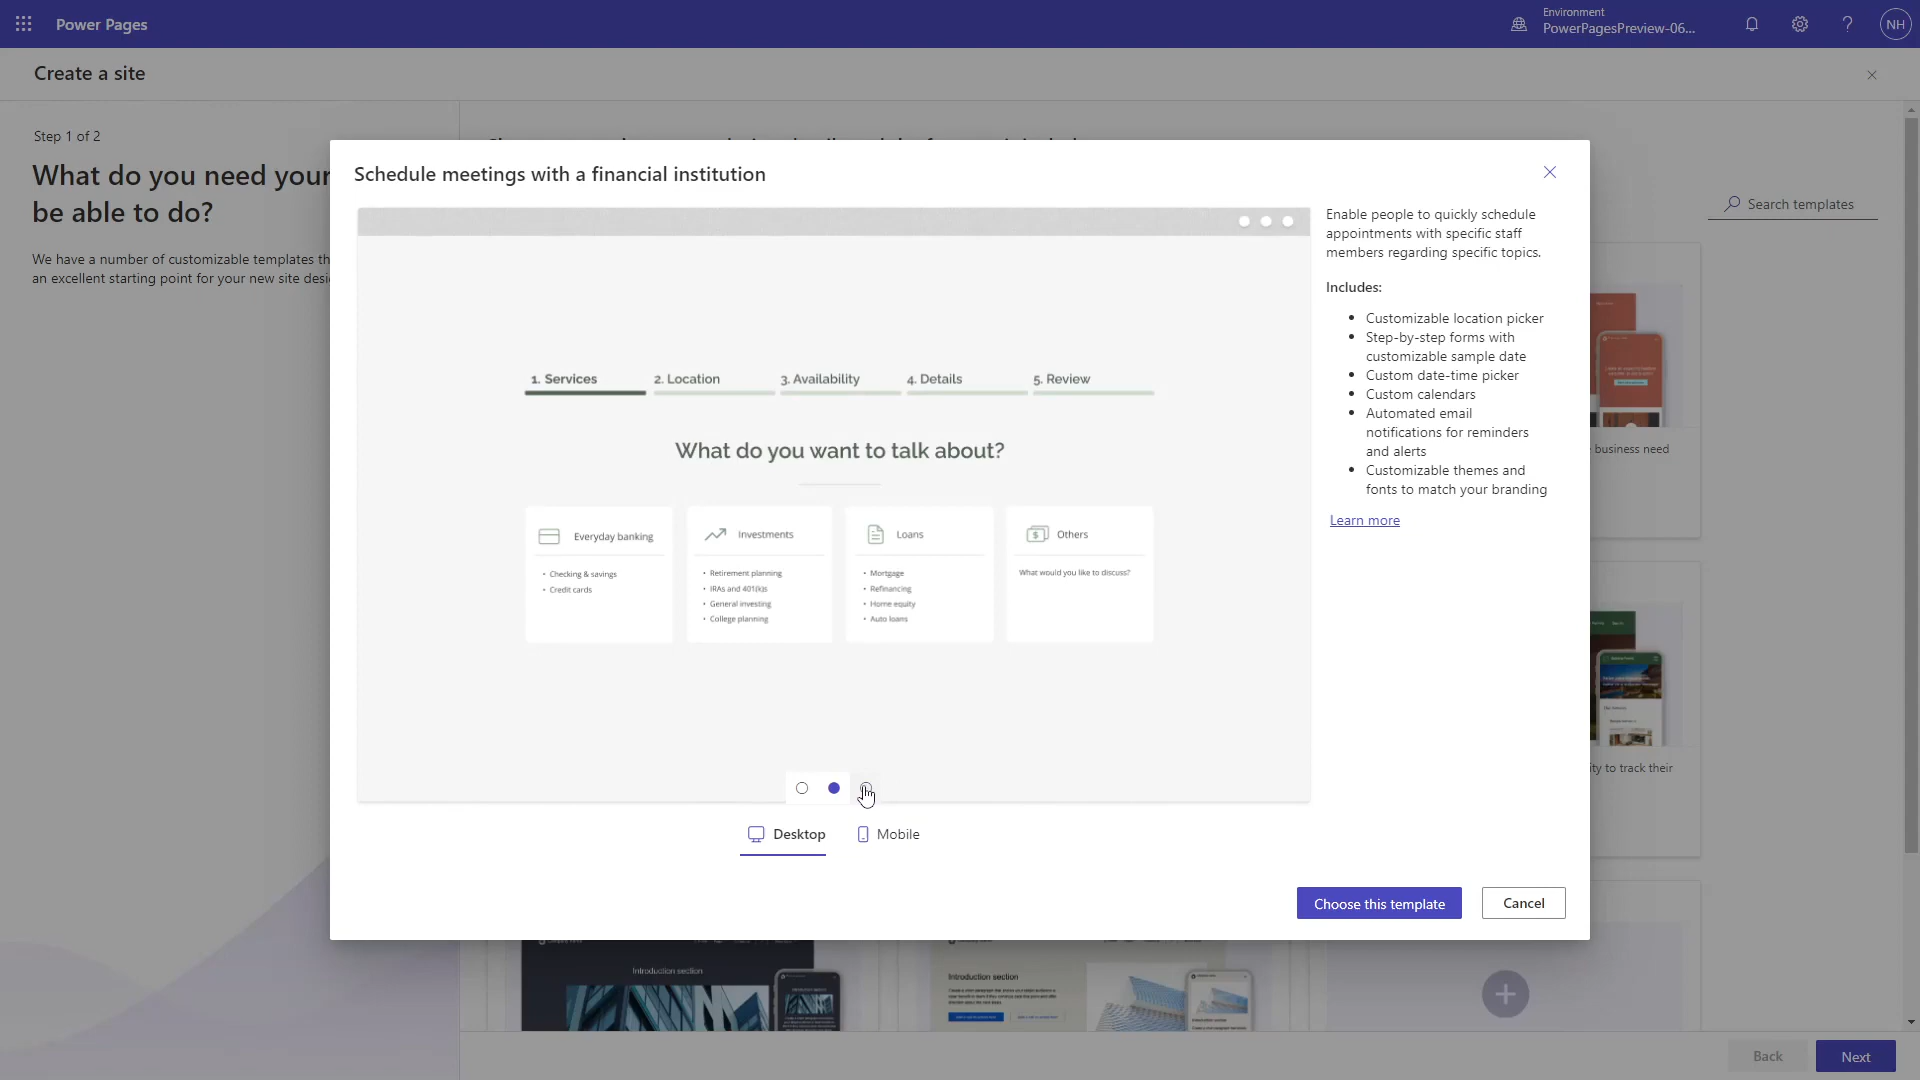 Power Pages
Environment
PowerPagesPreview-06...
NH
Create a site
Step 1 of 2
What do you need your
be able to do?
We have a number of customizable templates th
an excellent starting point for your new site desi
Search templates
Schedule meetings with a financial institution
1. Services
2. Location
3. Availability
4. Details
5. Review
What do you want to talk about?
Everyday banking
• Checking & savings
• Credit cards
Investments
• Retirement planning
• IRAs and 401(k)s
• General investing
• College planning
Loans
• Mortgage
• Refinancing
• Home equity
• Auto loans
Others
What would you like to discuss?
Desktop
Mobile
Enable people to quickly schedule
appointments with specific staff
members regarding specific topics.
Includes:
• Customizable location picker
• Step-by-step forms with
customizable sample date
• Custom date-time picker
• Custom calendars
• Automated email
notifications for reminders
and alerts
• Customizable themes and
fonts to match your branding
Learn more
Choose this template
Cancel
business need
ity to track their
Introduction section
Introduction section
Back
Next